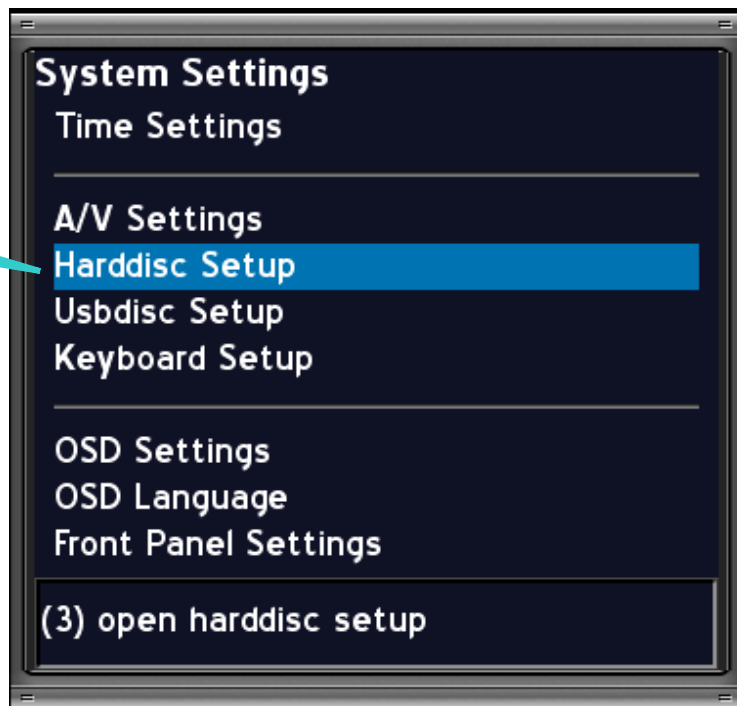 System Settings
Time Settings
A/V Settings
Harddisc Setup
Usbdisc Setup
Keyboard Setup
OSD Settings
OSD Language
Front Panel Settings
(3) open harddisc setup